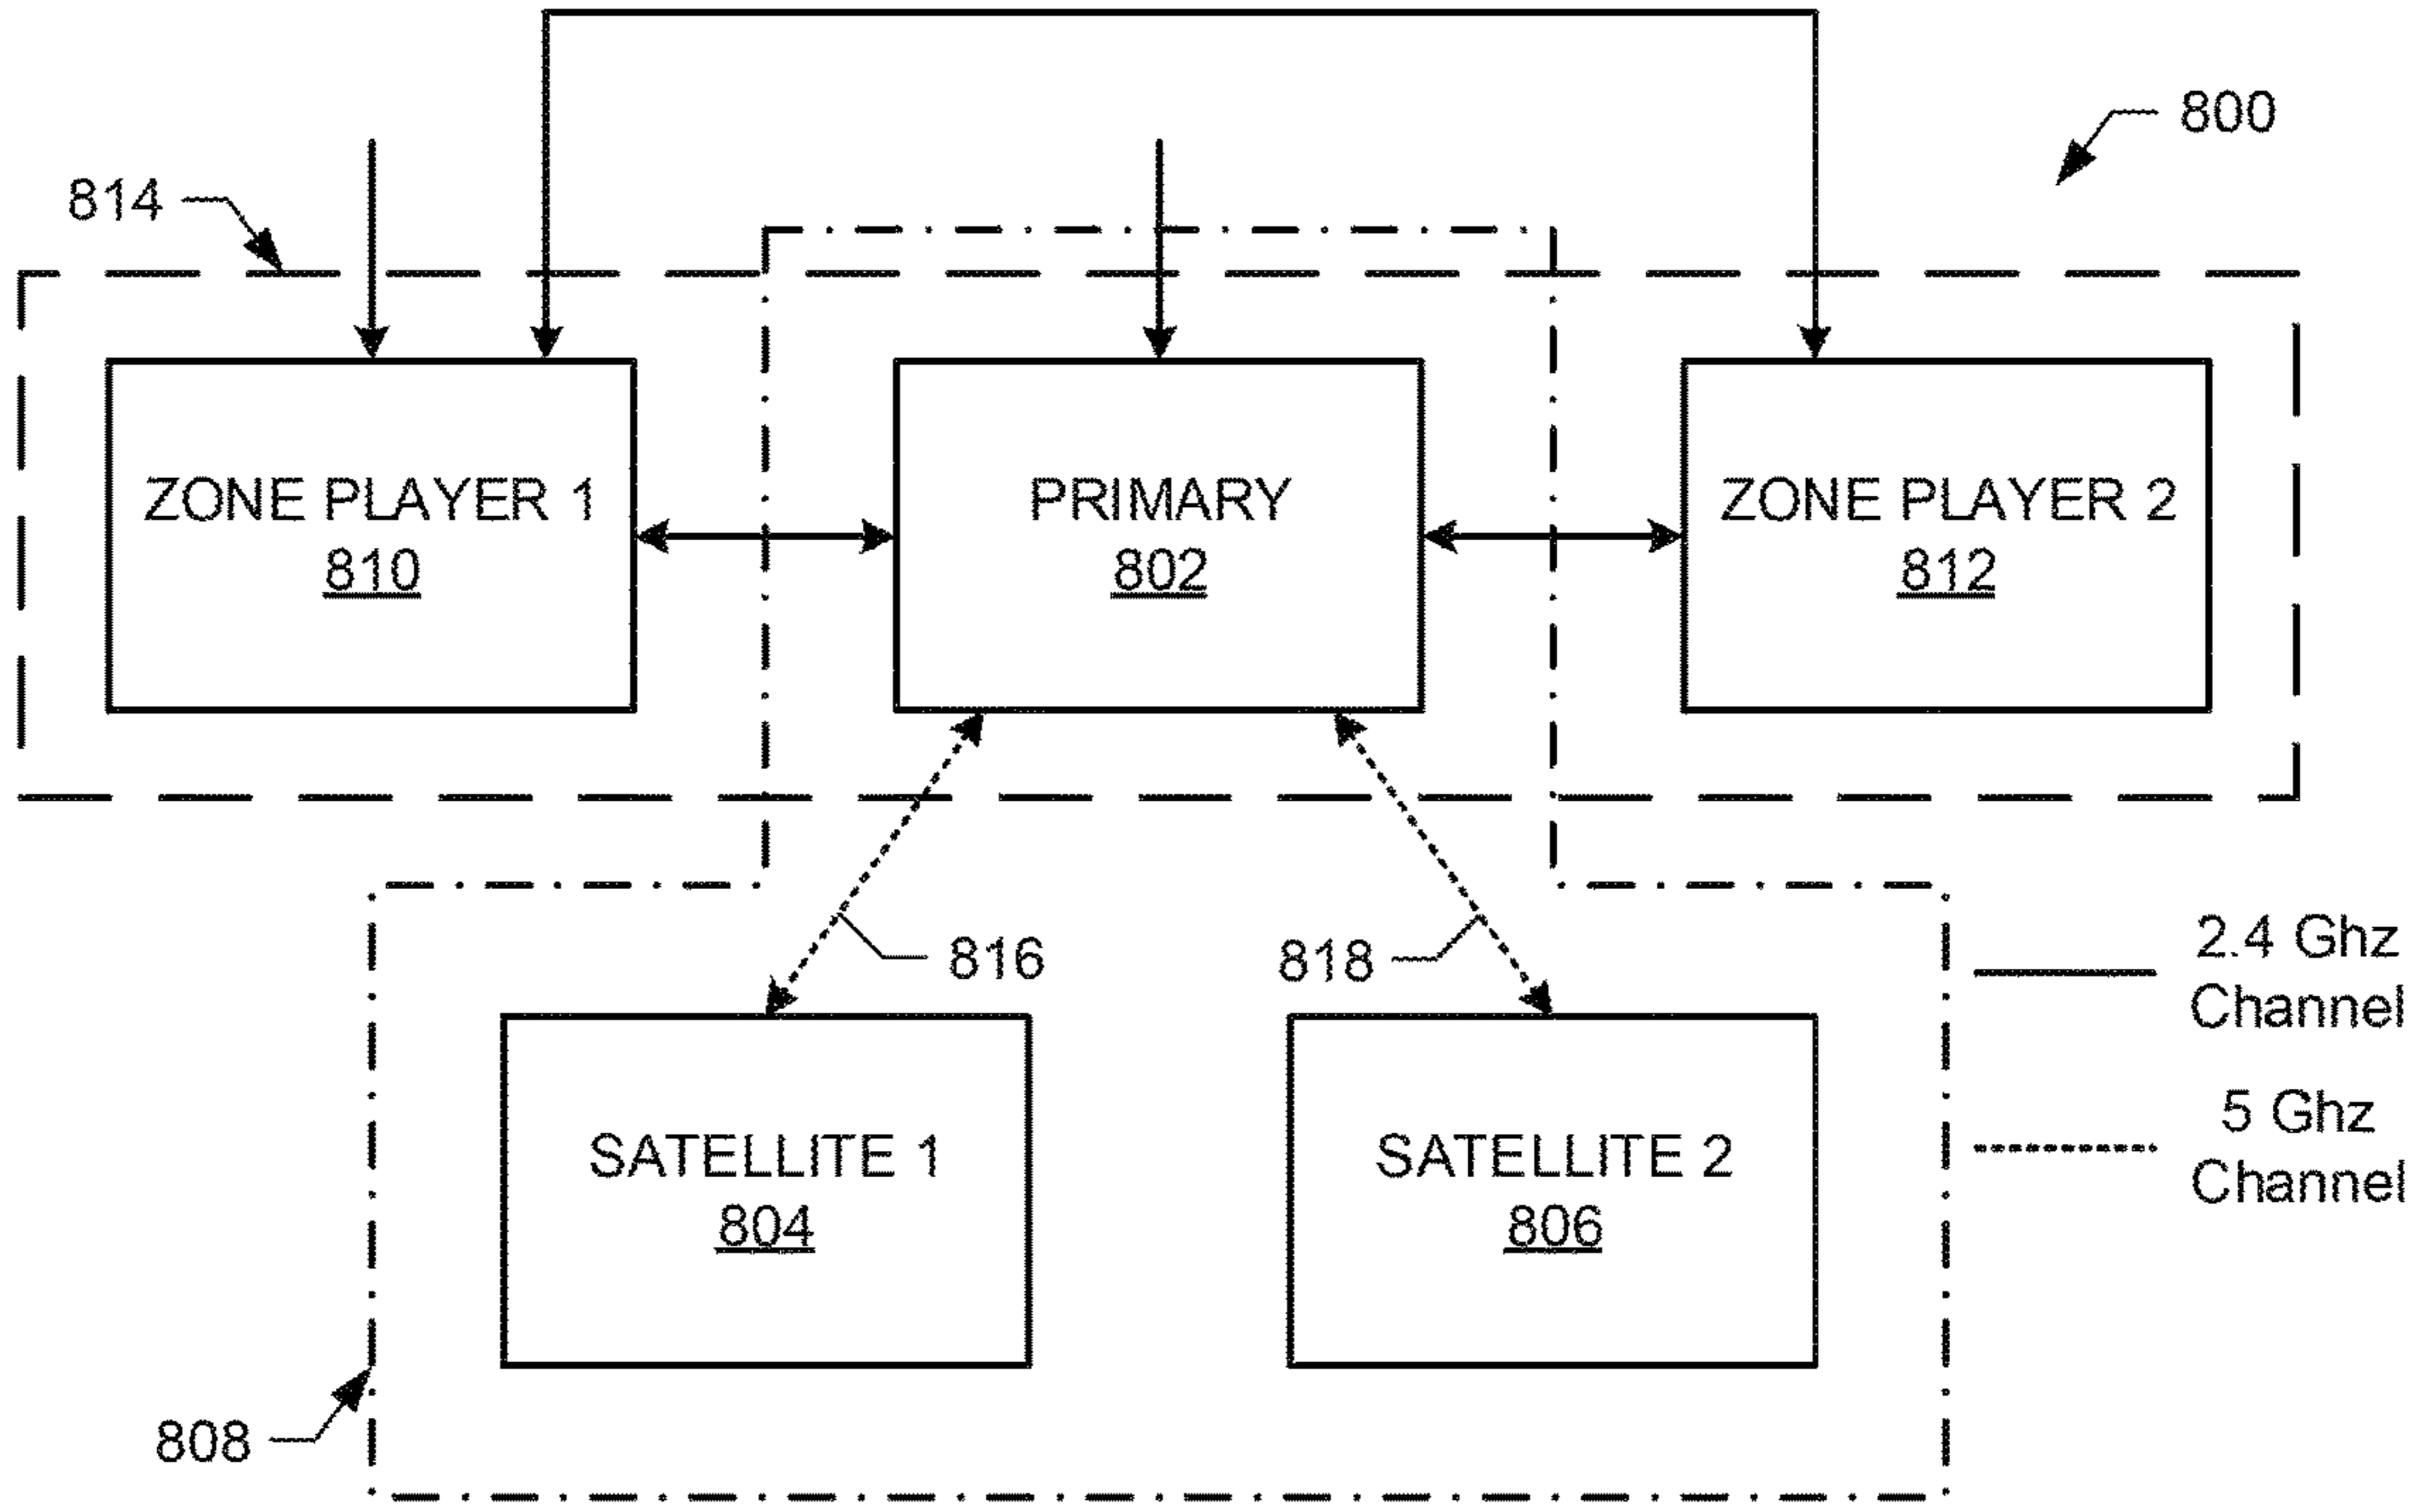 800
814
ZONE PLAYER 1
810
PRIMARY
802
ZONE PLAYER 2
812
816
818
2.4 Ghz
Channel
5 Ghz
Channel
SATELLITE 1
804
SATELLITE 2
806
808